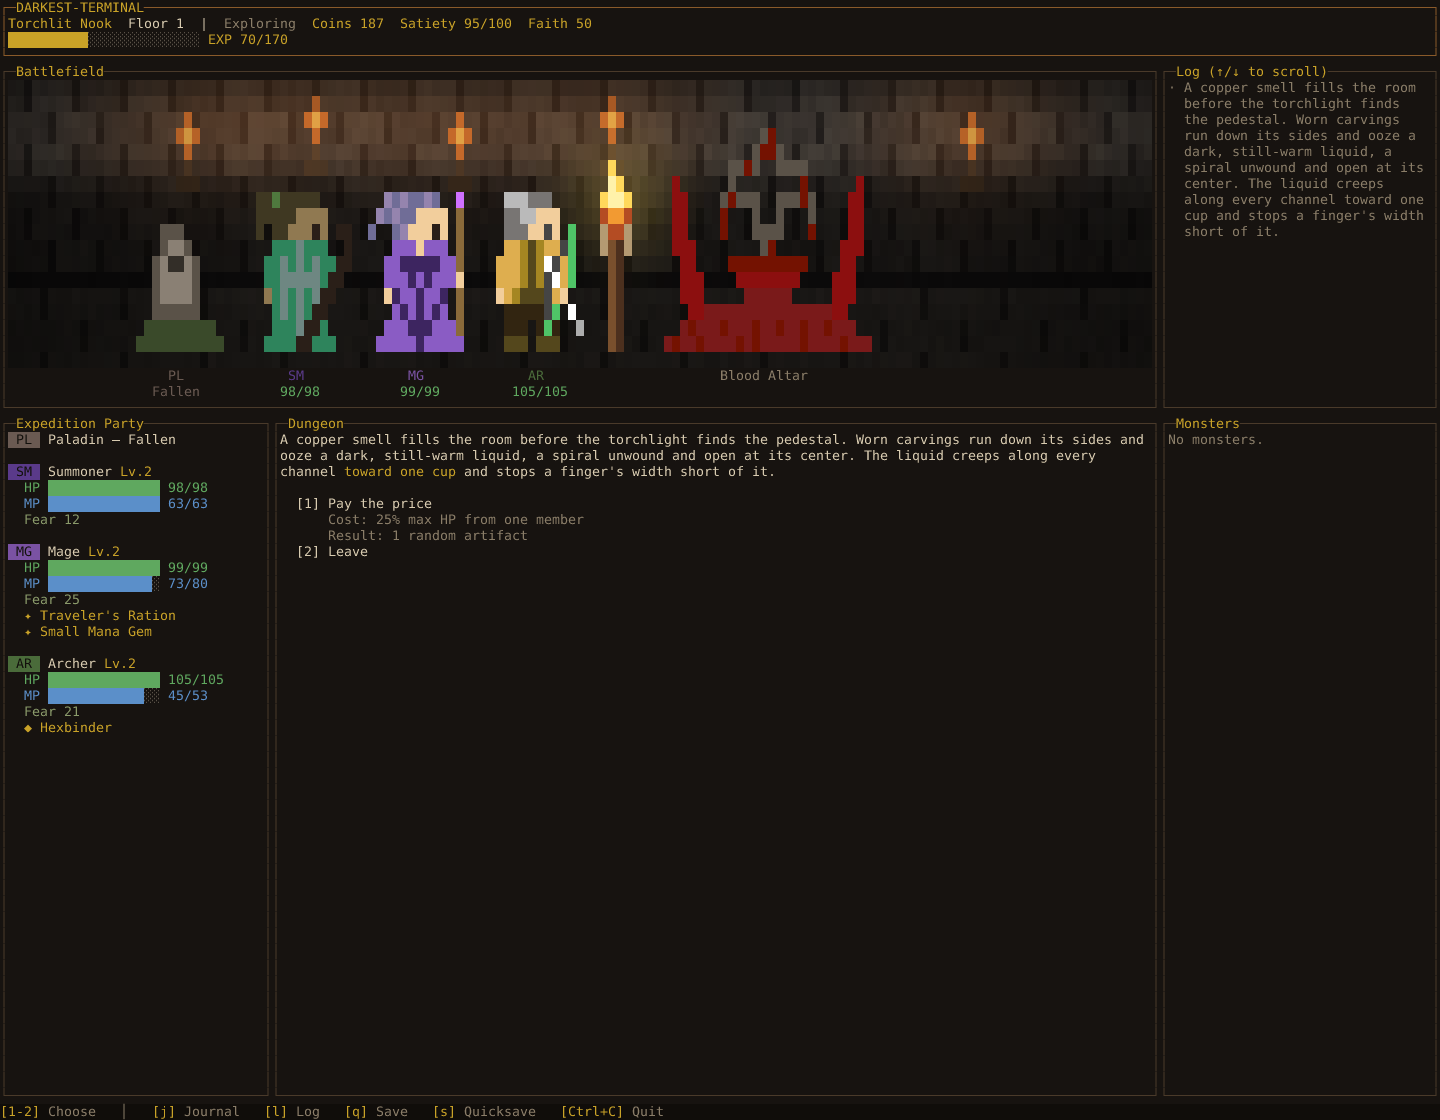 DARKEST-TERMINAL
Torchlit Nook  Floor 1  |  Exploring  Coins 187  Satiety 95/100  Faith 50
EXP 70/170
Battlefield
PL
Fallen
SM
98/98
MG
99/99
AR
105/105
Blood Altar
Log (↑/↓ to scroll)
· A copper smell fills the room
before the torchlight finds
the pedestal. Worn carvings
run down its sides and ooze a
dark, still-warm liquid, a
spiral unwound and open at its
center. The liquid creeps
along every channel toward one
cup and stops a finger's width
short of it.
Expedition Party
PL Paladin — Fallen
SM Summoner Lv.2
HP 98/98
MP 63/63
Fear 12
MG Mage Lv.2
HP 99/99
MP 73/80
Fear 25
✦ Traveler's Ration
✦ Small Mana Gem
AR Archer Lv.2
HP 105/105
MP 45/53
Fear 21
◆ Hexbinder
Dungeon
A copper smell fills the room before the torchlight finds the pedestal. Worn carvings run down its sides and
ooze a dark, still-warm liquid, a spiral unwound and open at its center. The liquid creeps along every
channel toward one cup and stops a finger's width short of it.
[1] Pay the price
Cost: 25% max HP from one member
Result: 1 random artifact
[2] Leave
Monsters
No monsters.
[1-2] Choose  │  [j] Journal  [l] Log  [q] Save  [s] Quicksave  [Ctrl+C] Quit